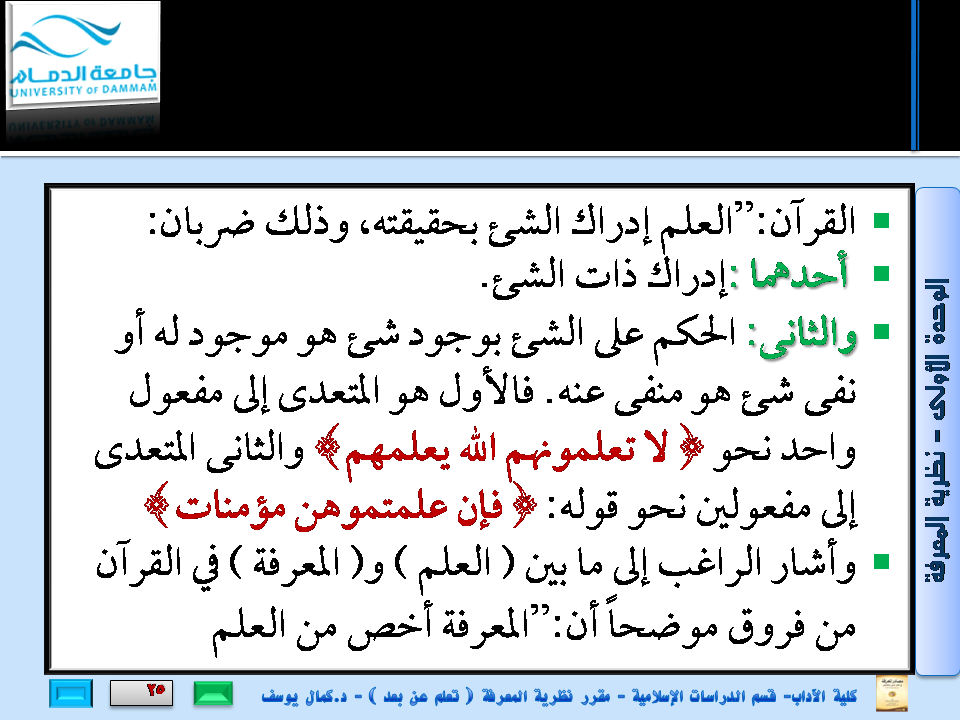 جامعة الدمام
UNIVERSITY OF DAMMAM
القرآن:”العلم إدراك الشئ بحقيقته، وذلك ضربان:
أحدهما :إدراك ذات الشئ.
والثانى: الحكم على الشئ بوجود شئ هو موجود له أو
نفى شئ هو منفى عنه. فالأول هو المتعدى إلى مفعول
واحد نحو ﴿ لا تعلمونهم الله يعلمهم﴾ والثانى المتعدى
إلى مفعولين نحو قوله: ﴿ فإن علمتموهن مؤمنات﴾
وأشار الراغب إلى ما بين ( العلم ) و( المعرفة ) في القرآن
من فروق موضحاً أن:”المعرفة أخص من العلم
الوحدة الأولى - نظرية المعرفة
كلية الآداب- قسم الدراسات الإسلامية - مقرر نظرية المعرفة ( تعلم عن بعد ) - د.كمال يوسف
٢٥